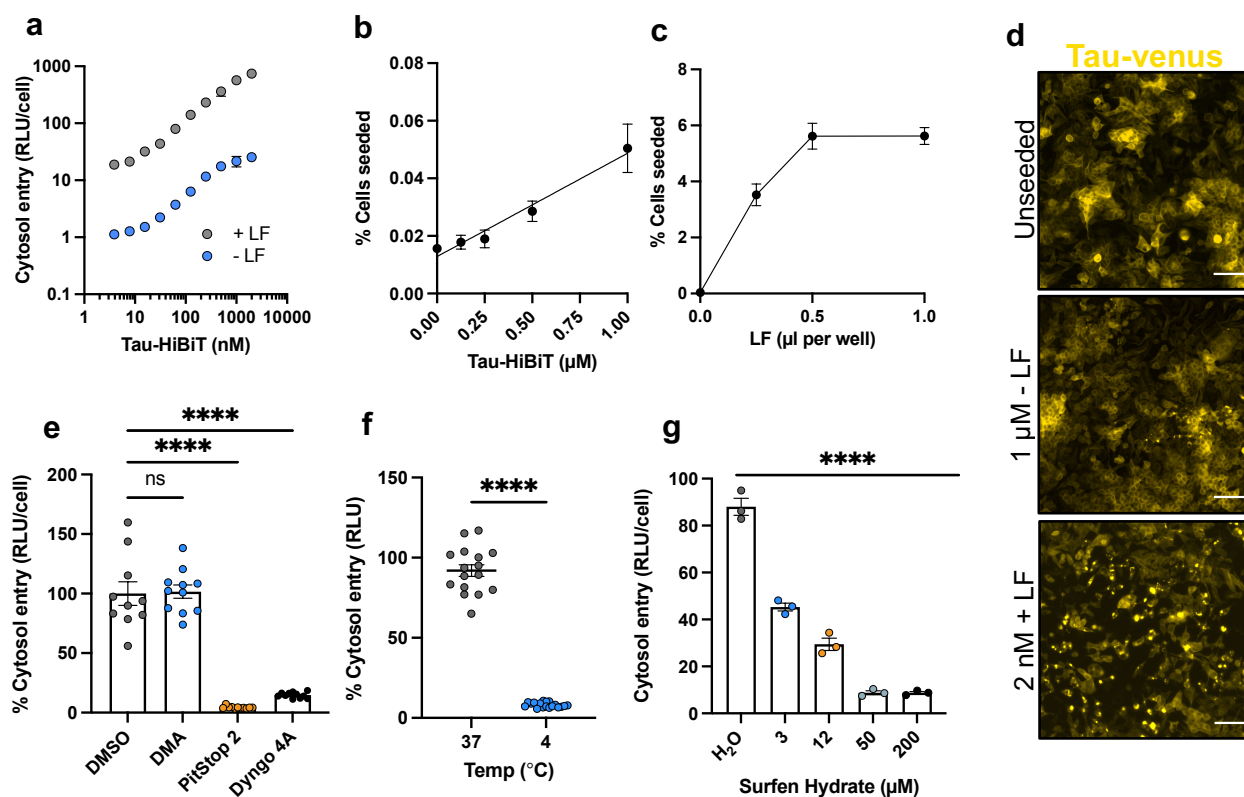 a
Cytosol entry (RLU/cell)
1000
100
10
1
0.1
+ LF
- LF
1 10 100 1000 10000
Tau-HiBiT (nM)
b
% Cells seeded
0.08
0.06
0.04
0.02
0.00
0.00 0.25 0.50 0.75 1.00
Tau-HiBiT (µM)
c
% Cells seeded
8
6
4
2
0
0.0 0.5 1.0
LF (µl per well)
d
Tau-venus
Unseeded
1 µM - LF
2 nM + LF
e
% Cytosol entry (RLU/cell)
200
150
100
50
0
****
****
ns
DMSO DMA PitStop 2 Dyngo 4A
f
% Cytosol entry (RLU)
150
100
50
0
****
37 4
Temp (°C)
g
Cytosol entry (RLU/cell)
100
80
60
40
20
0
****
H₂O 3 12 50 200
Surfen Hydrate (µM)